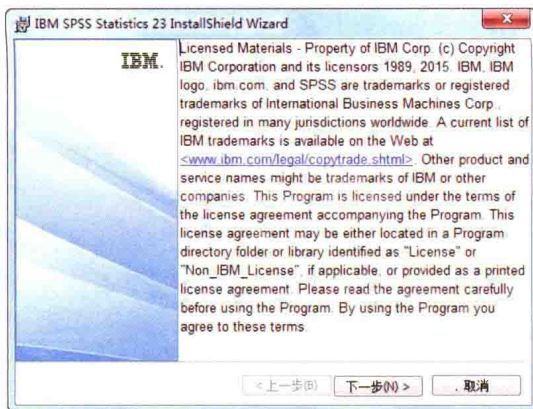 IBM SPSS Statistics 23 InstallShield Wizard
IBM.
Licensed Materials - Property of IBM Corp. (c) Copyright
IBM Corporation and its licensors 1989, 2015. IBM, IBM
logo, ibm.com, and SPSS are trademarks or registered
trademarks of International Business Machines Corp.,
registered in many jurisdictions worldwide. A current list of
IBM trademarks is available on the Web at
<www.ibm.com/legal/copytrade.shtml>. Other product and
service names might be trademarks of IBM or other
companies. This Program is licensed under the terms of
the license agreement accompanying the Program. This
license agreement may be either located in a Program
directory folder or library identified as "License" or
"Non_IBM_License", if applicable, or provided as a printed
license agreement. Please read the agreement carefully
before using the Program. By using the Program you
agree to these terms.
<上一步(B) 下一步(N) > 取消